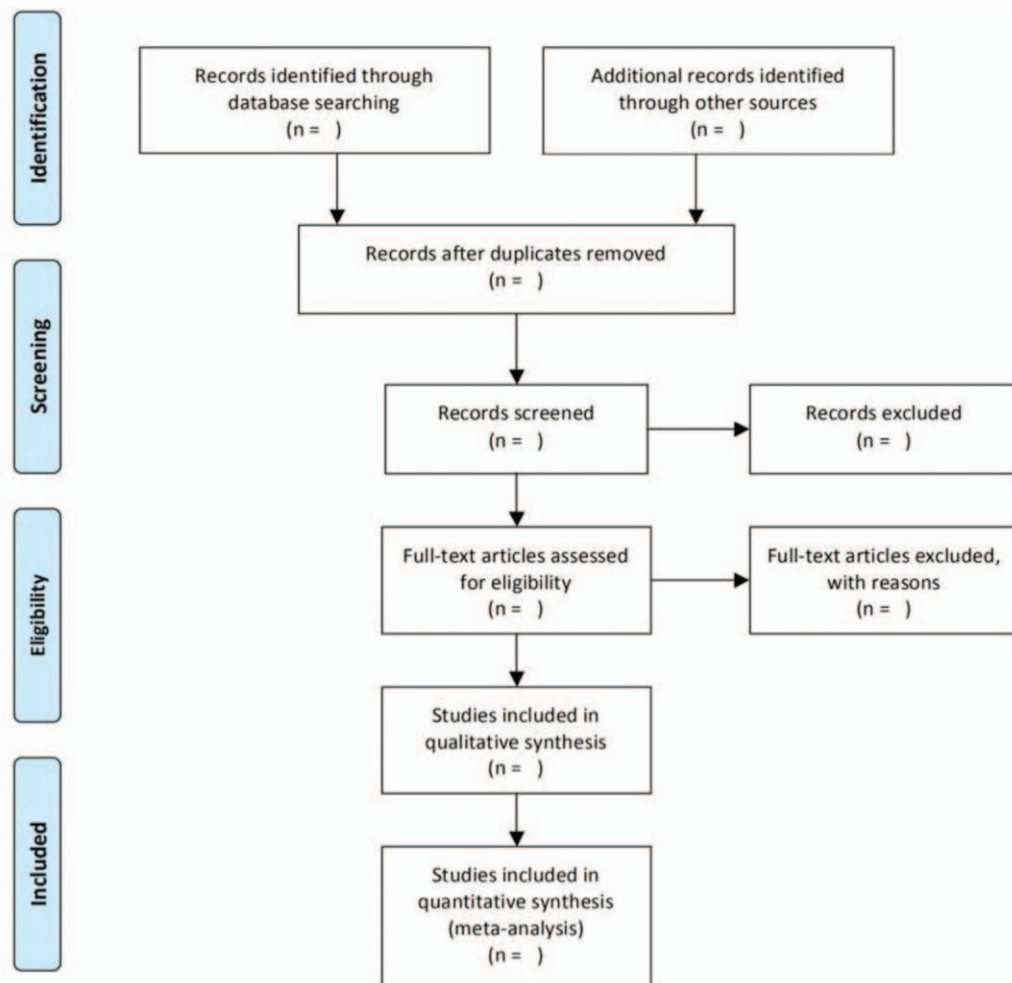 Identification
Records identified through
database searching
(n =   )
Additional records identified
through other sources
(n =   )
Records after duplicates removed
(n =   )
Screening
Records screened
(n =   )
Records excluded
(n =   )
Eligibility
Full-text articles assessed
for eligibility
(n =   )
Full-text articles excluded,
with reasons
(n =   )
Studies included in
qualitative synthesis
(n =   )
Included
Studies included in
quantitative synthesis
(meta-analysis)
(n =   )